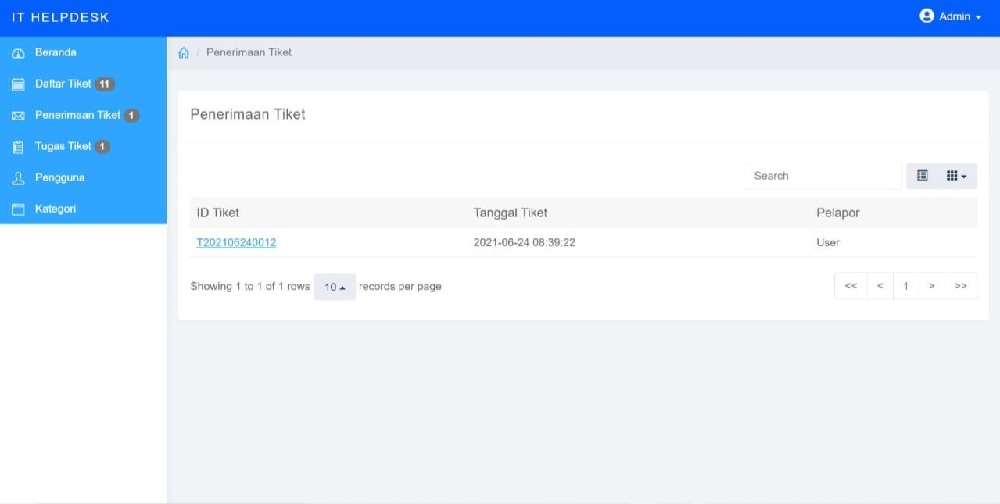 IT HELPDESK
Admin
Beranda
Daftar Tiket 11
Penerimaan Tiket 1
Tugas Tiket 1
Pengguna
Kategori
/ Penerimaan Tiket
Penerimaan Tiket
Search
ID Tiket Tanggal Tiket Pelapor
T202106240012 2021-06-24 08:39:22 User
Showing 1 to 1 of 1 rows 10 records per page << < 1 > >>